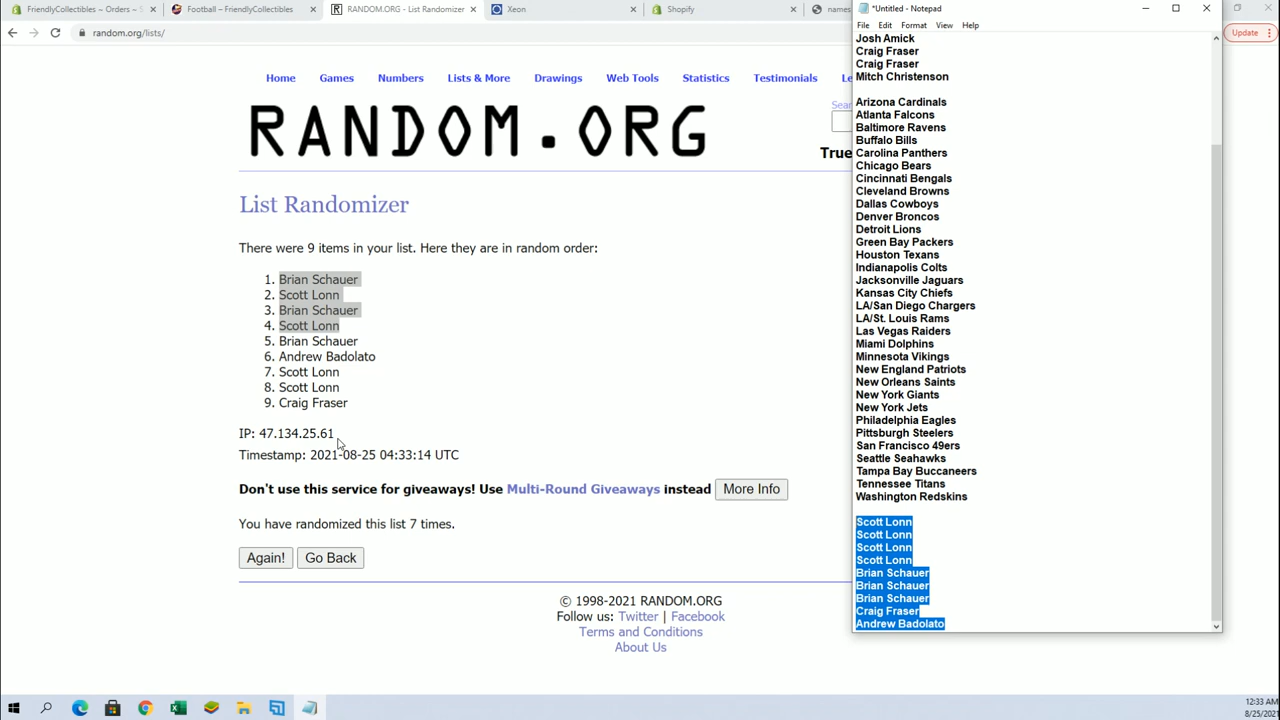 FriendlyCollectibles – Orders –
Football – FriendlyCollectibles
RANDOM.ORG - List Randomizer
Xeon
Shopify
names
random.org/lists/
Update
Home
Games
Numbers
Lists & More
Drawings
Web Tools
Statistics
Testimonials
RANDOM.ORG
True
List Randomizer
There were 9 items in your list. Here they are in random order:
1. Brian Schauer
2. Scott Lonn
3. Brian Schauer
4. Scott Lonn
5. Brian Schauer
6. Andrew Badolato
7. Scott Lonn
8. Scott Lonn
9. Craig Fraser
IP: 47.134.25.61
Timestamp: 2021-08-25 04:33:14 UTC
Don't use this service for giveaways! Use Multi-Round Giveaways instead More Info
You have randomized this list 7 times.
Again! Go Back
© 1998-2021 RANDOM.ORG
Follow us: Twitter | Facebook
Terms and Conditions
About Us
*Untitled - Notepad
File Edit Format View Help
Josh Amick
Craig Fraser
Craig Fraser
Mitch Christenson
Arizona Cardinals
Atlanta Falcons
Baltimore Ravens
Buffalo Bills
Carolina Panthers
Chicago Bears
Cincinnati Bengals
Cleveland Browns
Dallas Cowboys
Denver Broncos
Detroit Lions
Green Bay Packers
Houston Texans
Indianapolis Colts
Jacksonville Jaguars
Kansas City Chiefs
LA/San Diego Chargers
LA/St. Louis Rams
Las Vegas Raiders
Miami Dolphins
Minnesota Vikings
New England Patriots
New Orleans Saints
New York Giants
New York Jets
Philadelphia Eagles
Pittsburgh Steelers
San Francisco 49ers
Seattle Seahawks
Tampa Bay Buccaneers
Tennessee Titans
Washington Redskins
Scott Lonn
Scott Lonn
Scott Lonn
Scott Lonn
Brian Schauer
Brian Schauer
Brian Schauer
Craig Fraser
Andrew Badolato
12:33 AM
8/25/2021